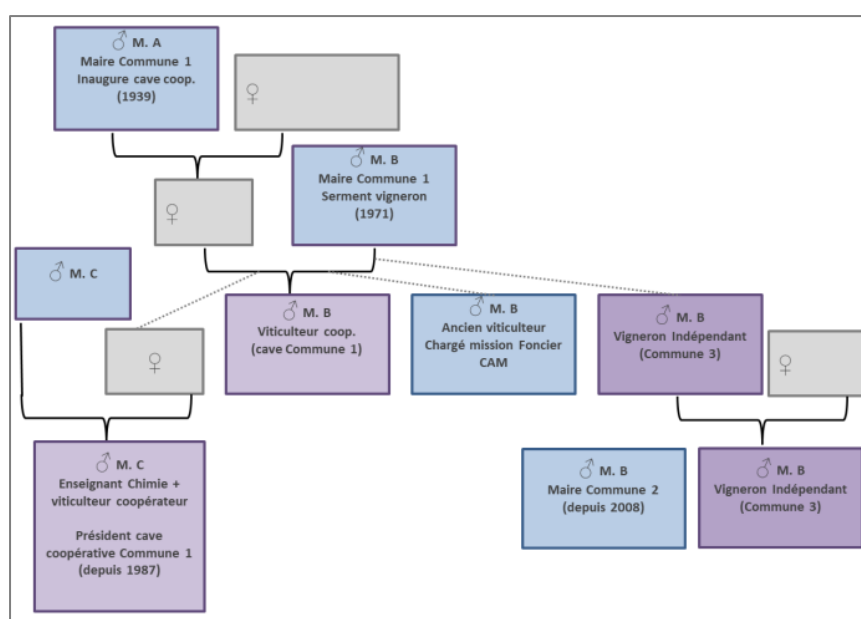 ♂ M. A
Maire Commune 1
Inaugure cave coop.
(1939)
♀
♂ M. B
Maire Commune 1
Serment vigneron
(1971)
♀
♂ M. C
♂ M. B
Viticulteur coop.
(cave Commune 1)
♂ M. B
Ancien viticulteur
Chargé mission Foncier
CAM
♂ M. B
Vigneron Indépendant
(Commune 3)
♀
♀
♂ M. C
Enseignant Chimie +
viticulteur coopérateur
Président cave
coopérative Commune 1
(depuis 1987)
♂ M. B
Maire Commune 2
(depuis 2008)
♂ M. B
Vigneron Indépendant
(Commune 3)